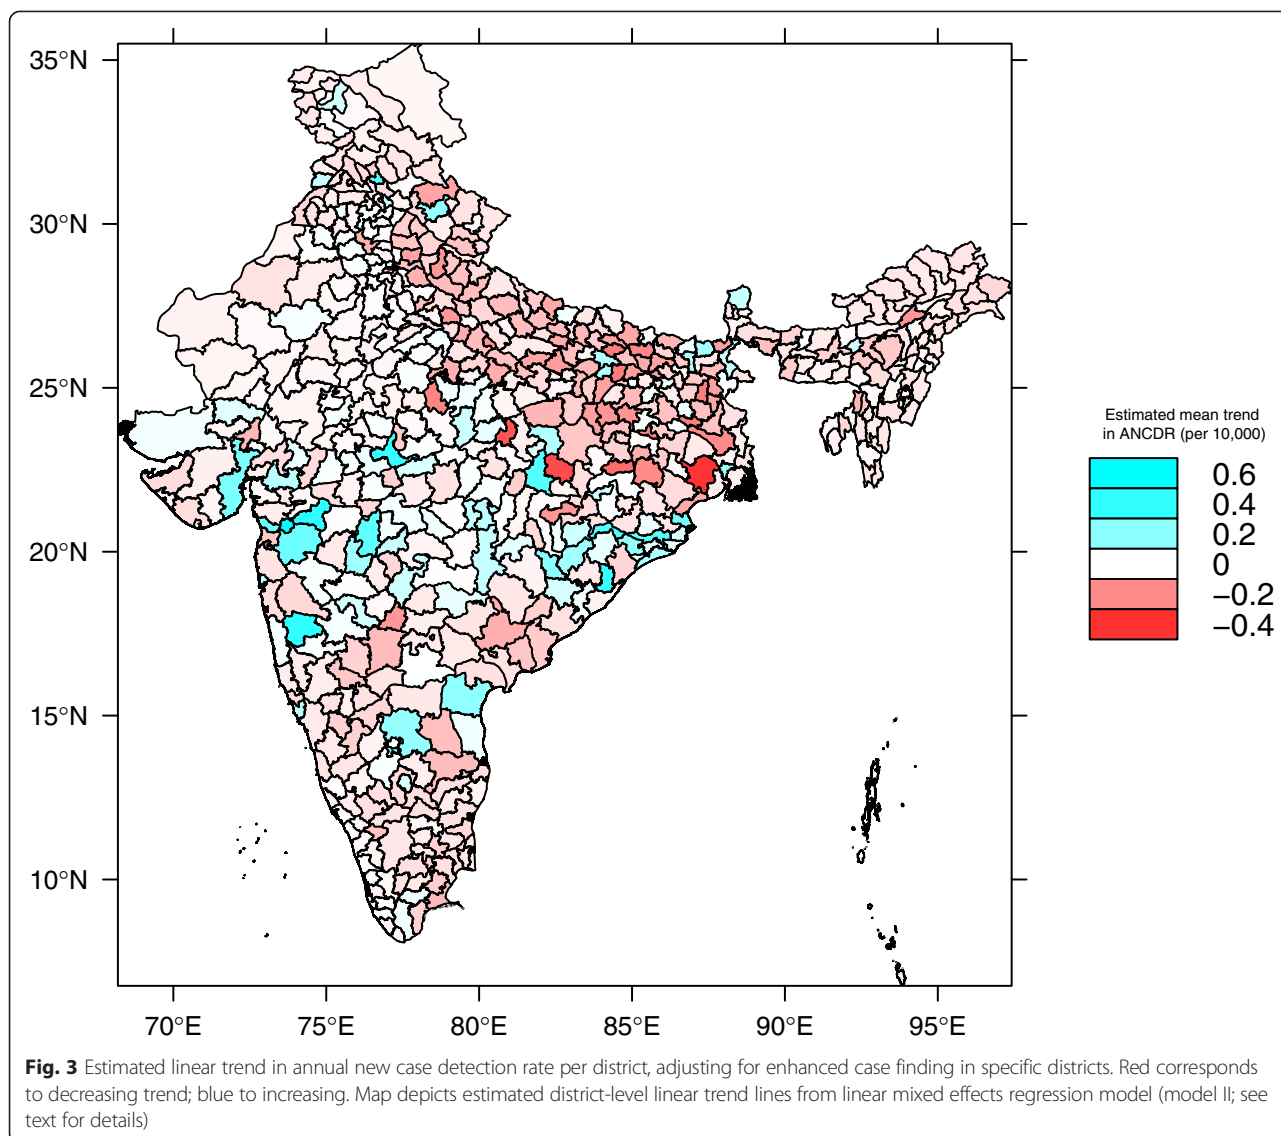 35°N
30°N
25°N
20°N
15°N
10°N
70°E
75°E
80°E
85°E
90°E
95°E
Estimated mean trend
in ANCDR (per 10,000)
0.6
0.4
0.2
0
−0.2
−0.4
Fig. 3 Estimated linear trend in annual new case detection rate per district, adjusting for enhanced case finding in specific districts. Red corresponds
to decreasing trend; blue to increasing. Map depicts estimated district-level linear trend lines from linear mixed effects regression model (model II; see
text for details)